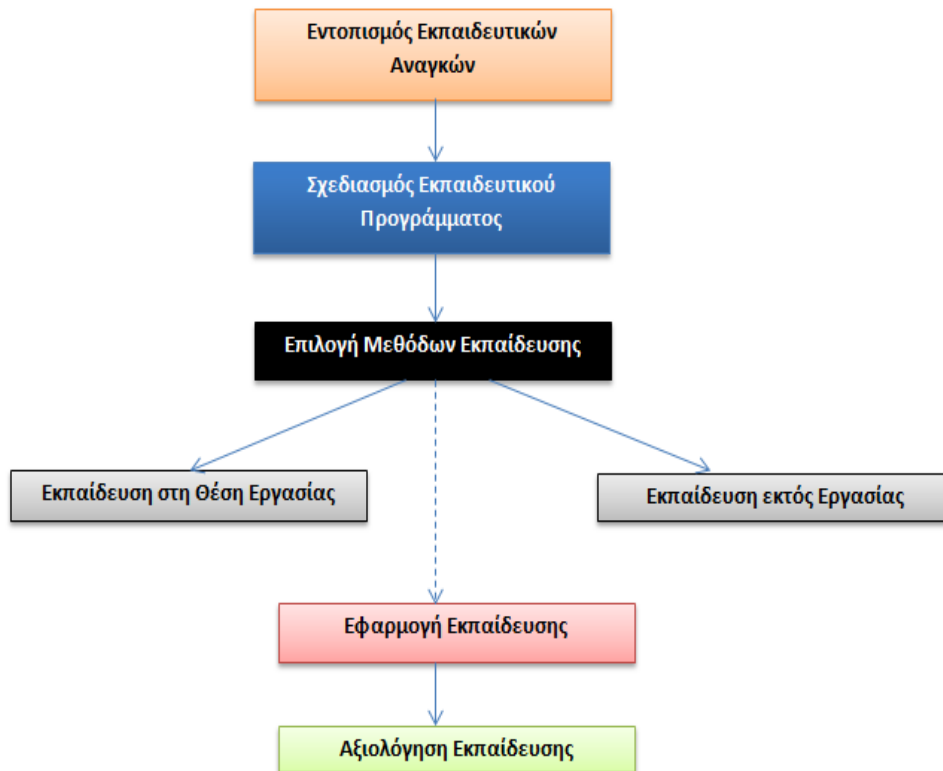 Εντοπισμός Εκπαιδευτικών
Αναγκών
Σχεδιασμός Εκπαιδευτικού
Προγράμματος
Επιλογή Μεθόδων Εκπαίδευσης
Εκπαίδευση στη Θέση Εργασίας
Εκπαίδευση εκτός Εργασίας
Εφαρμογή Εκπαίδευσης
Αξιολόγηση Εκπαίδευσης